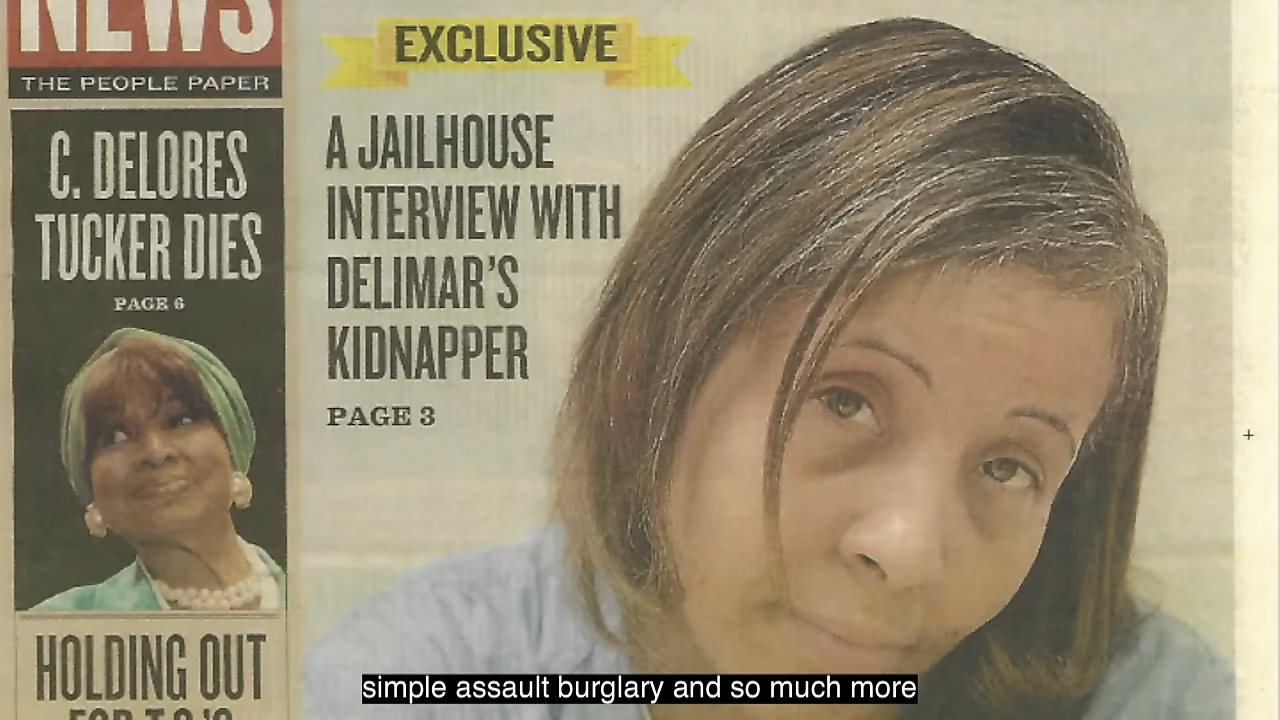 NEWS
THE PEOPLE PAPER
C. DELORES
TUCKER DIES
PAGE 6
HOLDING OUT
FOR T.O.'S
EXCLUSIVE
A JAILHOUSE
INTERVIEW WITH
DELIMAR'S
KIDNAPPER
PAGE 3
simple assault burglary and so much more